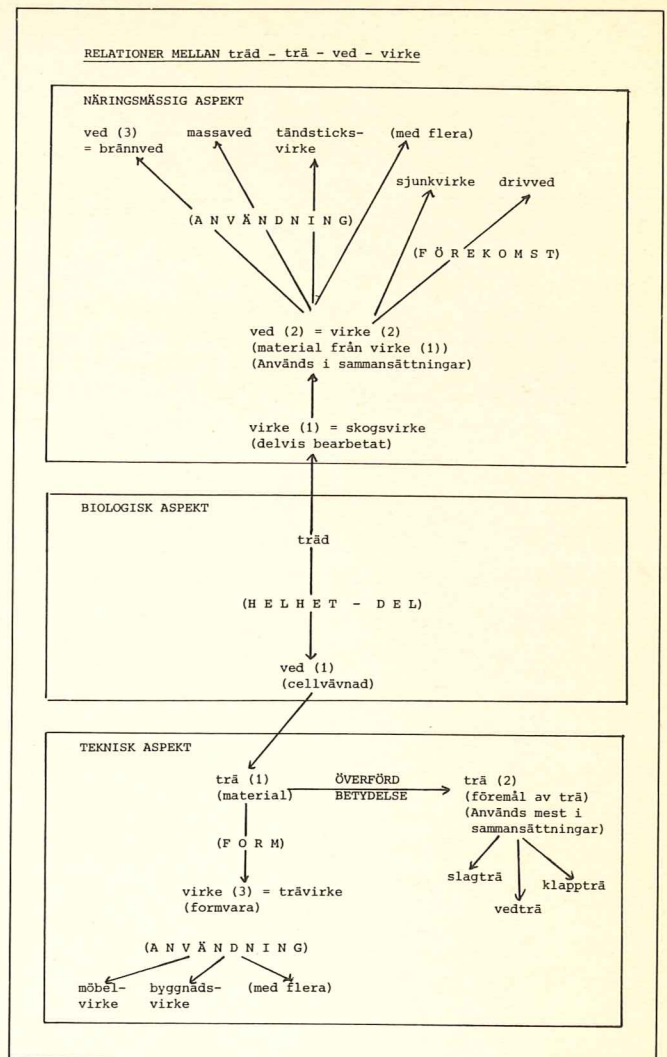 RELATIONER MELLAN träd - trä - ved - virke
NÄRINGSMÄSSIG ASPEKT
ved (3)
= brännved
massaved
tändsticks-
virke
(med flera)
sjunkvirke
drivved
(A N V Ä N D N I N G)
(F Ö R E K O M S T)
ved (2) = virke (2)
(material från virke (1))
(Används i sammansättningar)
virke (1) = skogsvirke
(delvis bearbetat)
BIOLOGISK ASPEKT
träd
(H E L H E T - D E L)
ved (1)
(cellvävnad)
TEKNISK ASPEKT
trä (1)
(material)
ÖVERFÖRD
BETYDELSE
trä (2)
(föremål av trä)
(Används mest i
sammansättningar)
(F O R M)
slagträ
vedträ
klappträ
virke (3) = trävirke
(formvara)
(A N V Ä N D N I N G)
möbel-
virke
byggnads-
virke
(med flera)